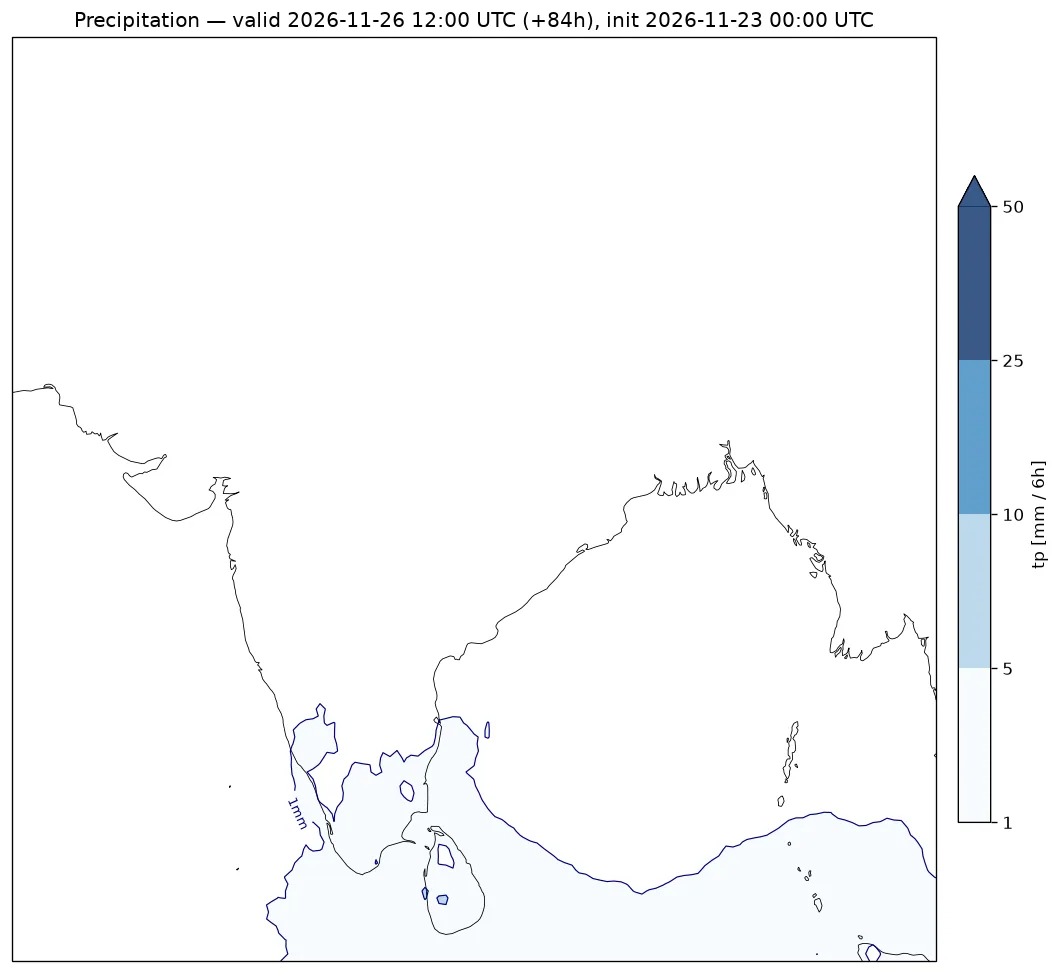 Precipitation — valid 2026-11-26 12:00 UTC (+84h), init 2026-11-23 00:00 UTC
50
25
10
5
1
tp [mm / 6h]
1mm